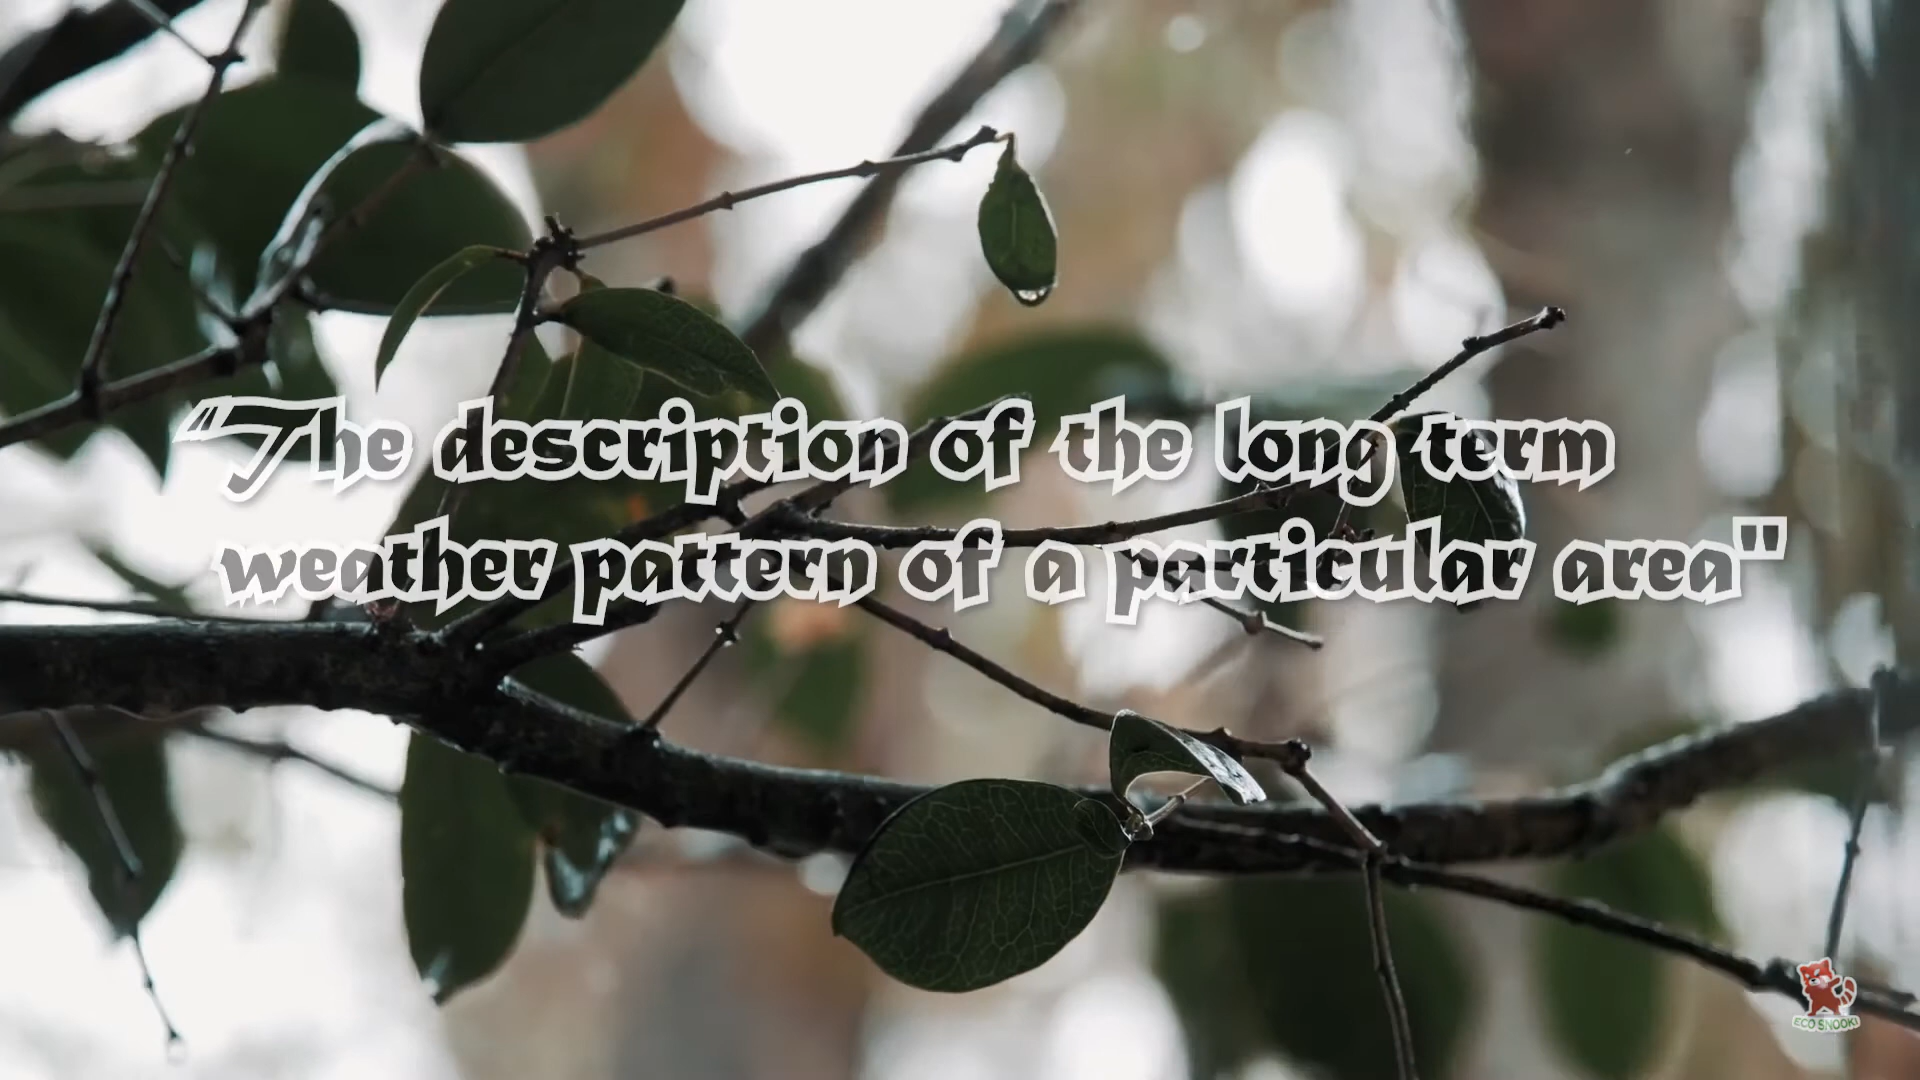 “The description of the long term
weather pattern of a particular area"
ECO SNOOKI